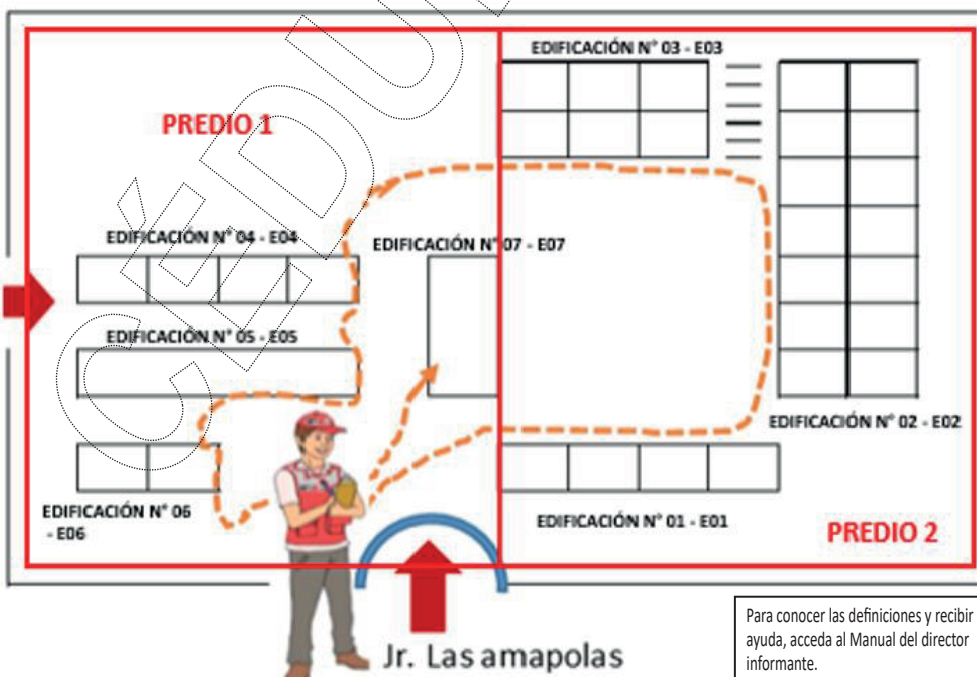 EDIFICACIÓN N° 03 - E03
PREDIO 1
EDIFICACIÓN N° 04 - E04
EDIFICACIÓN N° 07 - E07
EDIFICACIÓN N° 05 - E05
EDIFICACIÓN N° 02 - E02
EDIFICACIÓN N° 06
- E06
EDIFICACIÓN N° 01 - E01
PREDIO 2
Jr. Las amapolas
Para conocer las definiciones y recibir
ayuda, acceda al Manual del director
informante.